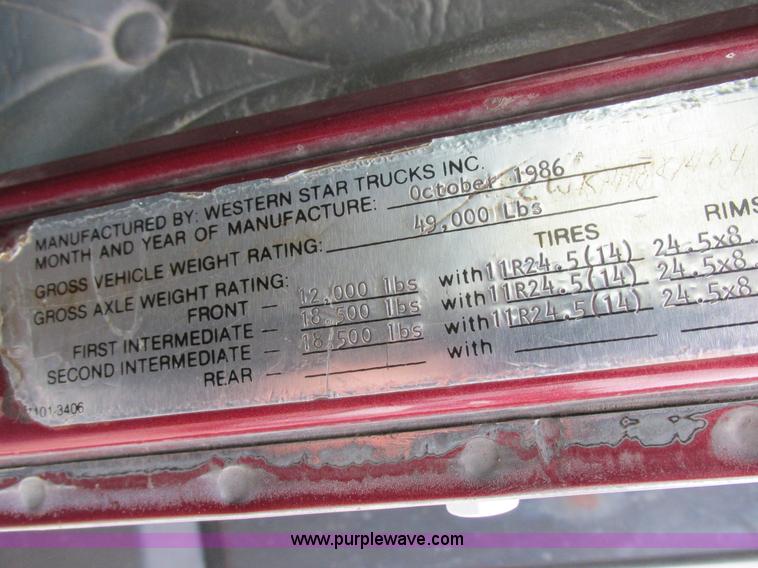 MANUFACTURED BY: WESTERN STAR TRUCKS INC.
MONTH AND YEAR OF MANUFACTURE: October 1986
GROSS VEHICLE WEIGHT RATING: 49,000 Lbs
GROSS AXLE WEIGHT RATING: TIRES RIMS
FRONT - 12,000 lbs with 11R24.5(14) 24.5x8.
FIRST INTERMEDIATE - 18,500 lbs with 11R24.5(14) 24.5x8.
SECOND INTERMEDIATE - 18,500 lbs with 11R24.5(14) 24.5x8.
REAR - with
101-3406
www.purplewave.com